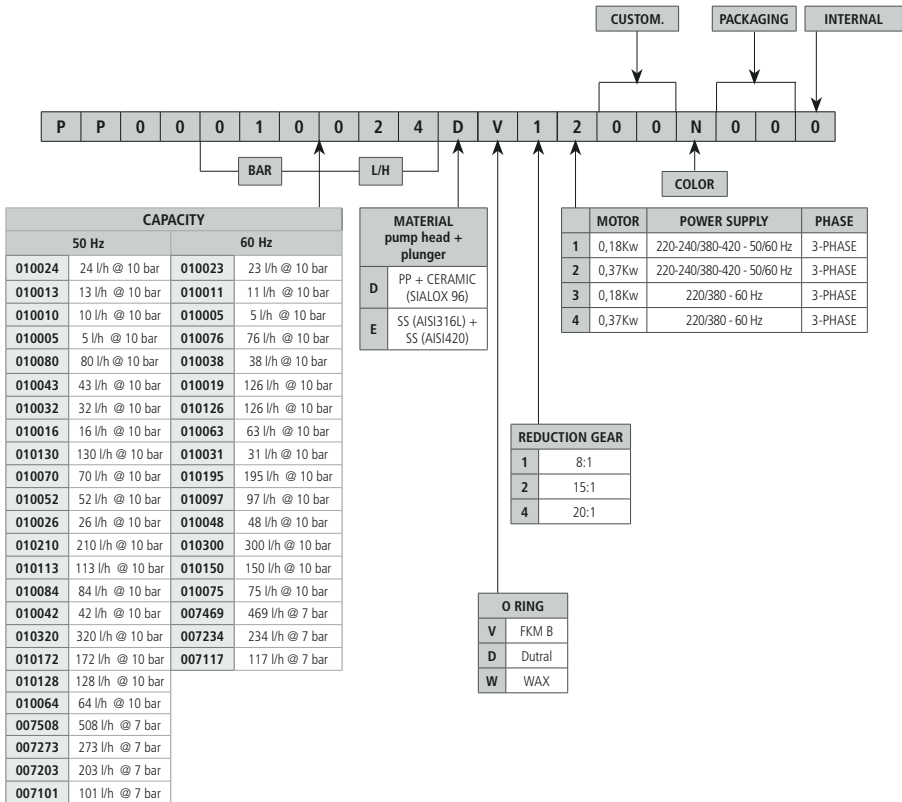 CUSTOM. PACKAGING INTERNAL
P P 0 0 0 1 0 0 2 4 D V 1 2 0 0 N 0 0 0
BAR L/H
COLOR
CAPACITY
50 Hz 60 Hz
010024 24 l/h @ 10 bar 010023 23 l/h @ 10 bar
010013 13 l/h @ 10 bar 010011 11 l/h @ 10 bar
010010 10 l/h @ 10 bar 010005 5 l/h @ 10 bar
010005 5 l/h @ 10 bar 010076 76 l/h @ 10 bar
010080 80 l/h @ 10 bar 010038 38 l/h @ 10 bar
010043 43 l/h @ 10 bar 010019 126 l/h @ 10 bar
010032 32 l/h @ 10 bar 010126 126 l/h @ 10 bar
010016 16 l/h @ 10 bar 010063 63 l/h @ 10 bar
010130 130 l/h @ 10 bar 010031 31 l/h @ 10 bar
010070 70 l/h @ 10 bar 010195 195 l/h @ 10 bar
010052 52 l/h @ 10 bar 010097 97 l/h @ 10 bar
010026 26 l/h @ 10 bar 010048 48 l/h @ 10 bar
010210 210 l/h @ 10 bar 010300 300 l/h @ 10 bar
010113 113 l/h @ 10 bar 010150 150 l/h @ 10 bar
010084 84 l/h @ 10 bar 010075 75 l/h @ 10 bar
010042 42 l/h @ 10 bar 007469 469 l/h @ 7 bar
010320 320 l/h @ 10 bar 007234 234 l/h @ 7 bar
010172 172 l/h @ 10 bar 007117 117 l/h @ 7 bar
010128 128 l/h @ 10 bar
010064 64 l/h @ 10 bar
007508 508 l/h @ 7 bar
007273 273 l/h @ 7 bar
007203 203 l/h @ 7 bar
007101 101 l/h @ 7 bar
MATERIAL
pump head +
plunger
D PP + CERAMIC
(SIALOX 96)
E SS (AISI316L) +
SS (AISI420)
MOTOR POWER SUPPLY PHASE
1 0,18Kw 220-240/380-420 - 50/60 Hz 3-PHASE
2 0,37Kw 220-240/380-420 - 50/60 Hz 3-PHASE
3 0,18Kw 220/380 - 60 Hz 3-PHASE
4 0,37Kw 220/380 - 60 Hz 3-PHASE
REDUCTION GEAR
1 8:1
2 15:1
4 20:1
O RING
V FKM B
D Dutral
W WAX